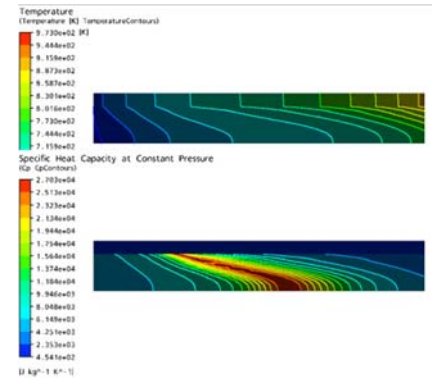 Temperature
(Temperature [K] TemperatureContours)
9.730e+02 [K]
9.444e+02
9.159e+02
8.873e+02
8.587e+02
8.301e+02
8.016e+02
7.730e+02
7.444e+02
7.159e+02
Specific Heat Capacity at Constant Pressure
(Cp CpContours)
2.703e+04
2.513e+04
2.323e+04
2.134e+04
1.944e+04
1.754e+04
1.564e+04
1.374e+04
1.184e+04
9.946e+03
8.048e+03
6.149e+03
4.251e+03
2.353e+03
4.541e+02
[J kg^-1 K^-1]